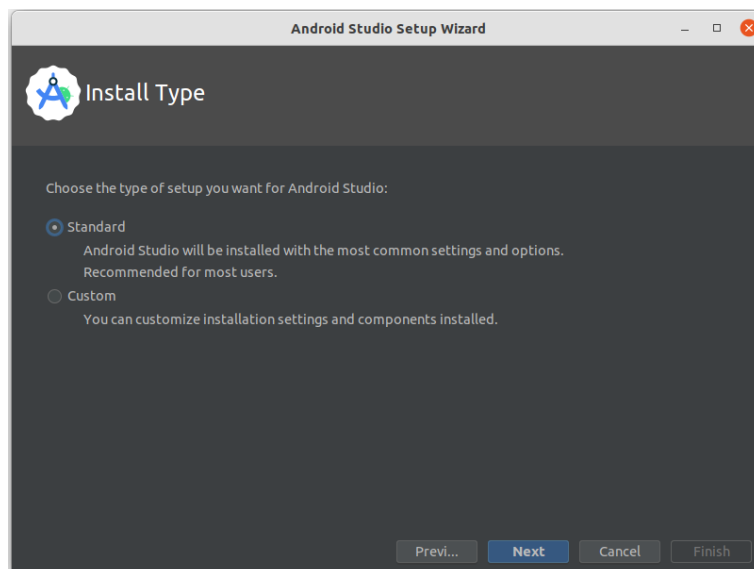 Android Studio Setup Wizard
Install Type
Choose the type of setup you want for Android Studio:
Standard
Android Studio will be installed with the most common settings and options.
Recommended for most users.
Custom
You can customize installation settings and components installed.
Previ... Next Cancel Finish